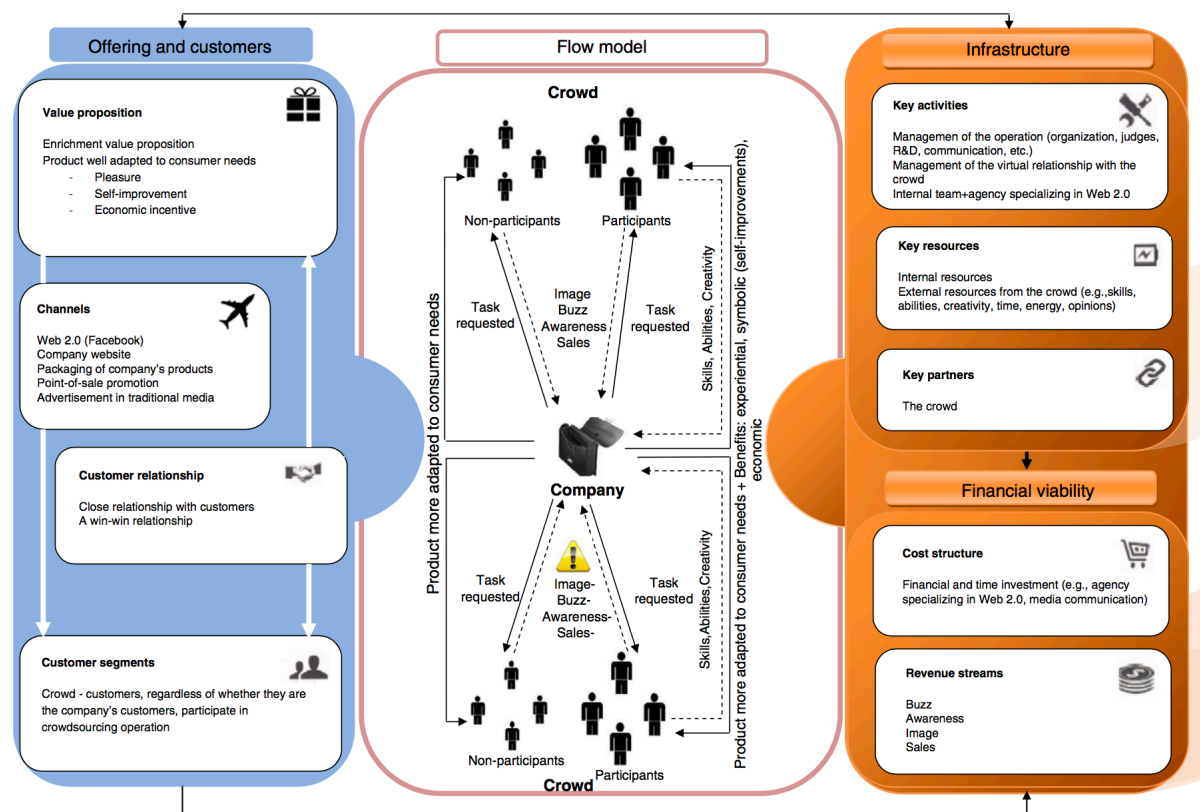 Offering and customers
Value proposition
Enrichment value proposition
Product well adapted to consumer needs
- Pleasure
- Self-improvement
- Economic incentive
Channels
Web 2.0 (Facebook)
Company website
Packaging of company's products
Point-of-sale promotion
Advertisement in traditional media
Customer relationship
Close relationship with customers
A win-win relationship
Customer segments
Crowd - customers, regardless of whether they are
the company's customers, participate in
crowdsourcing operation
Flow model
Crowd
Non-participants
Participants
Task
requested
Image
Buzz
Awareness
Sales
Task
requested
Skills, Abilities, Creativity
Product more adapted to consumer needs
Product more adapted to consumer needs + Benefits: experiential, symbolic (self-improvements),
economic
Company
Task
requested
Image-
Buzz-
Awareness-
Sales-
Task
requested
Skills,Abilities,Creativity
Non-participants
Participants
Crowd
Infrastructure
Key activities
Managemen of the operation (organization, judges,
R&D, communication, etc.)
Management of the virtual relationship with the
crowd
Internal team+agency specializing in Web 2.0
Key resources
Internal resources
External resources from the crowd (e.g.,skills,
abilities, creativity, time, energy, opinions)
Key partners
The crowd
Financial viability
Cost structure
Financial and time investment (e.g., agency
specializing in Web 2.0, media communication)
Revenue streams
Buzz
Awareness
Image
Sales